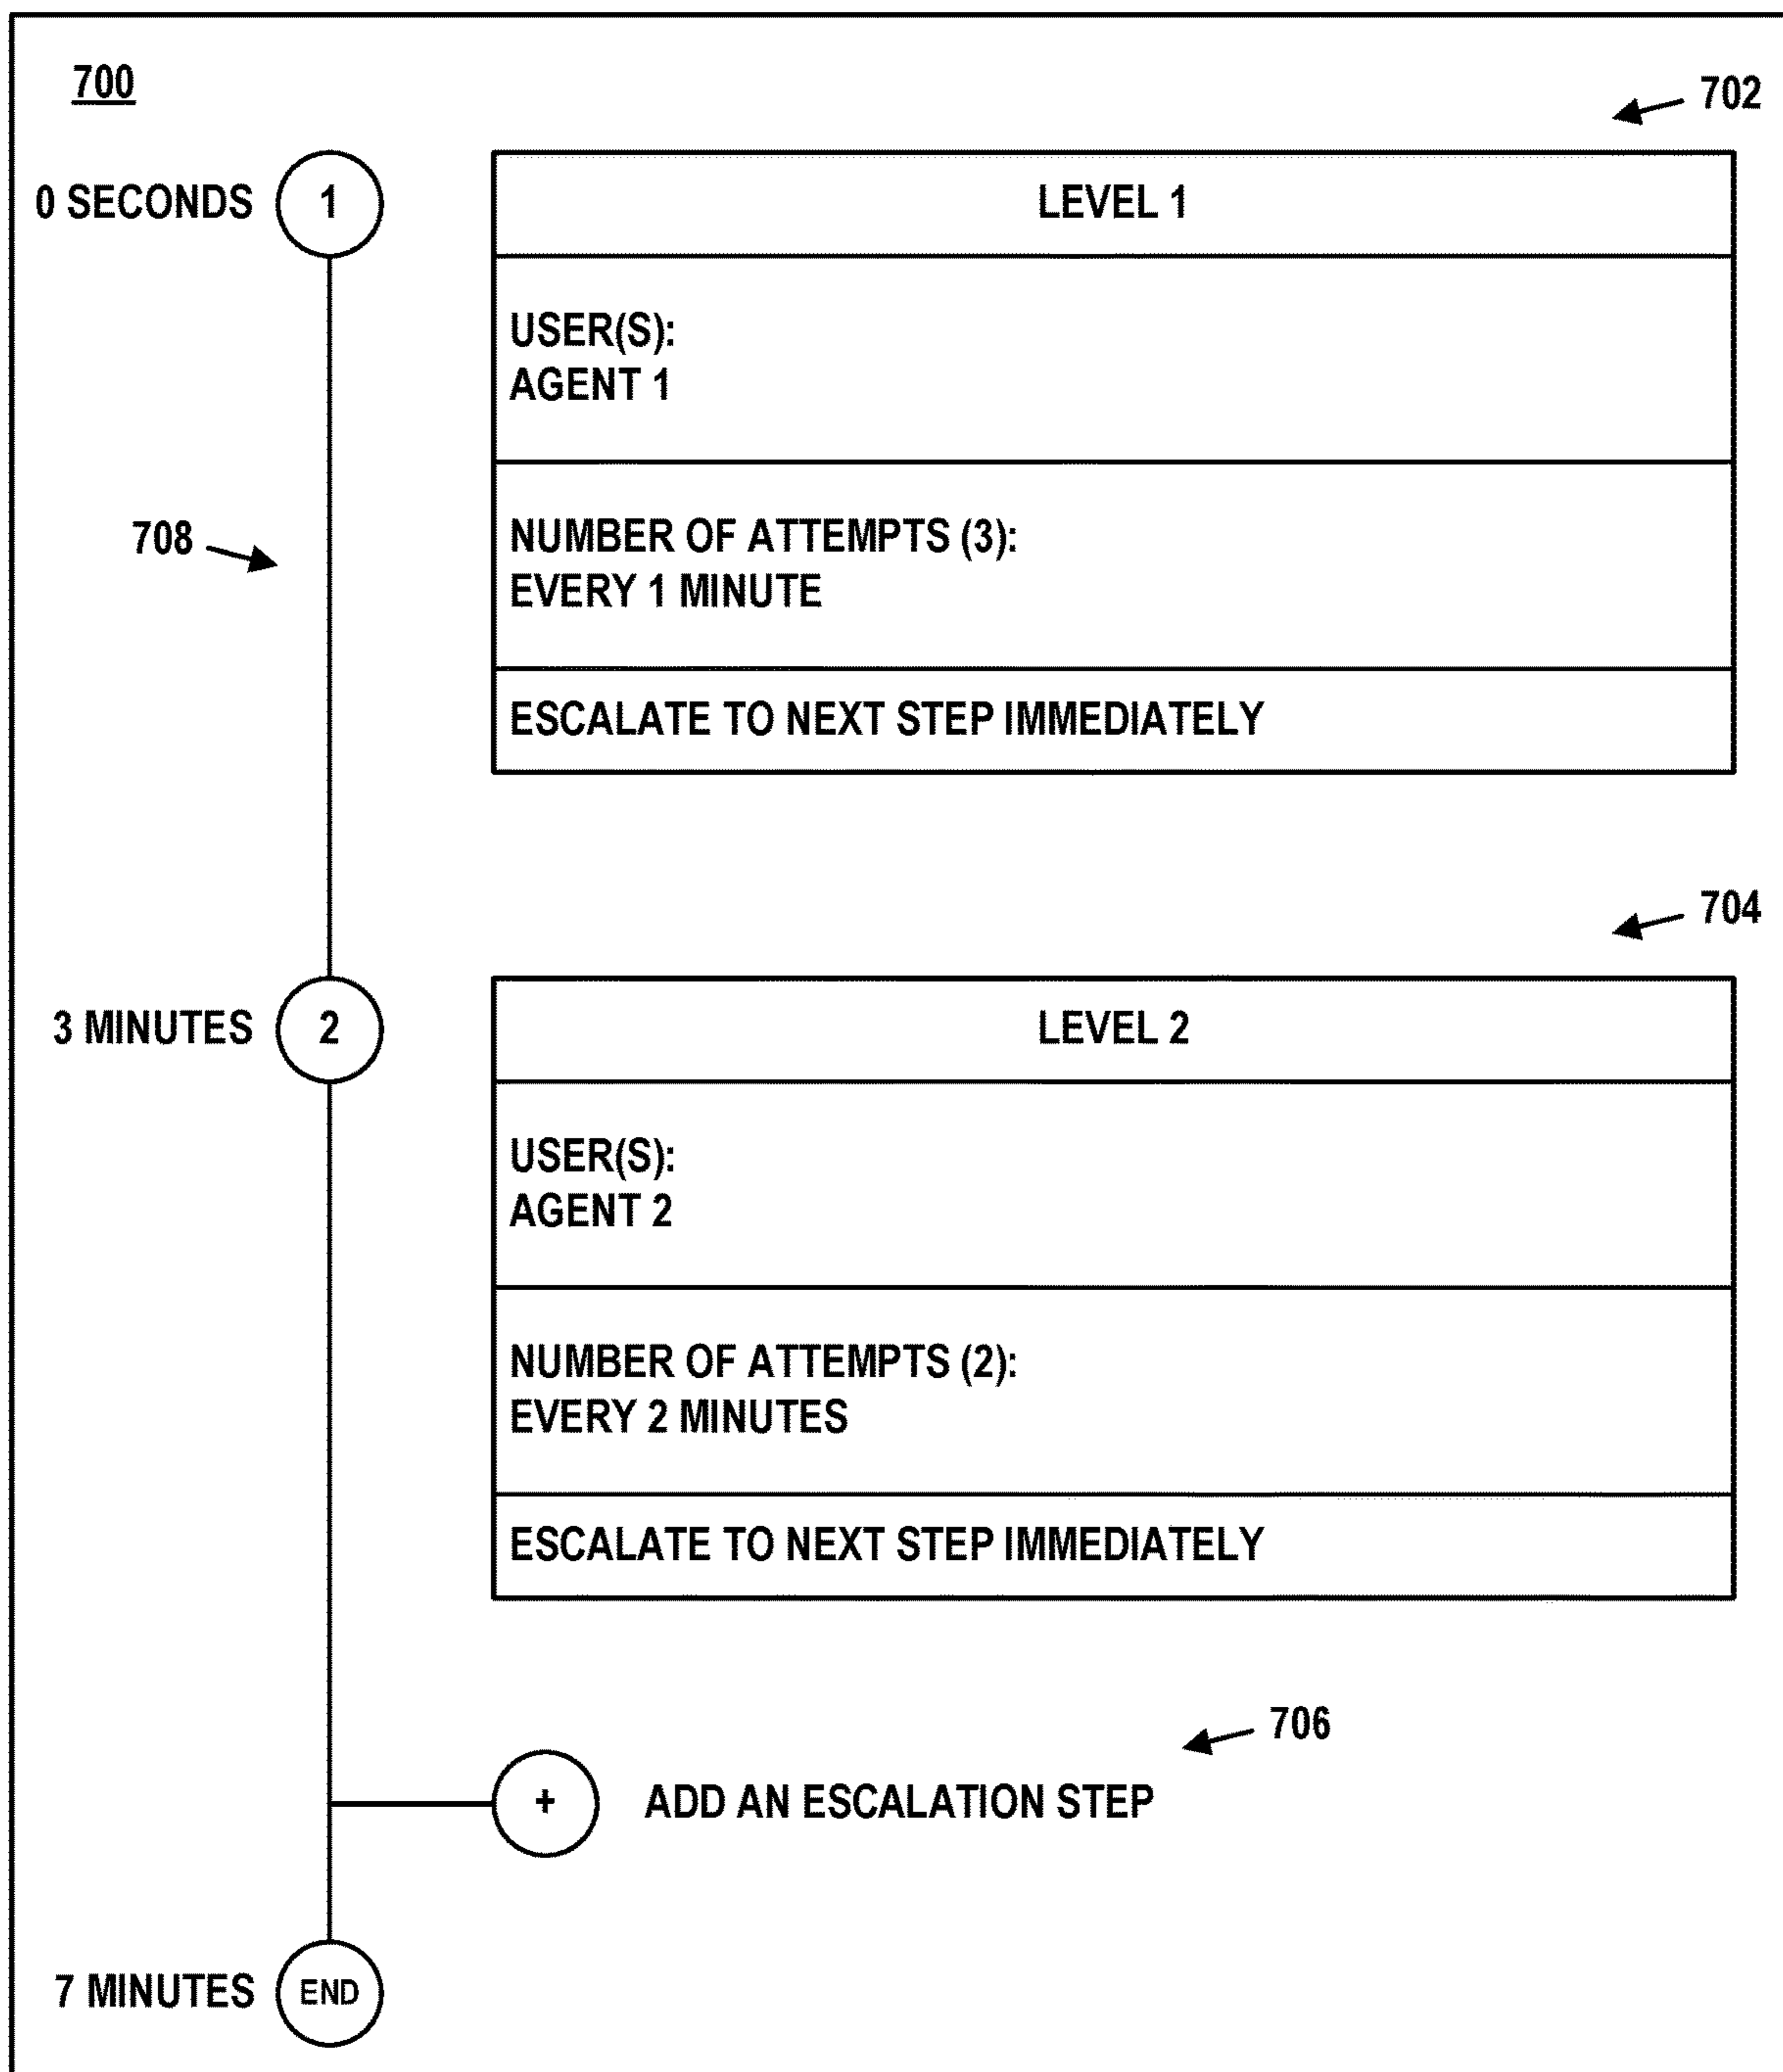 700
702
0 SECONDS
1
LEVEL 1
USER(S):
AGENT 1
708
NUMBER OF ATTEMPTS (3):
EVERY 1 MINUTE
ESCALATE TO NEXT STEP IMMEDIATELY
704
3 MINUTES
2
LEVEL 2
USER(S):
AGENT 2
NUMBER OF ATTEMPTS (2):
EVERY 2 MINUTES
ESCALATE TO NEXT STEP IMMEDIATELY
706
+
ADD AN ESCALATION STEP
7 MINUTES
END